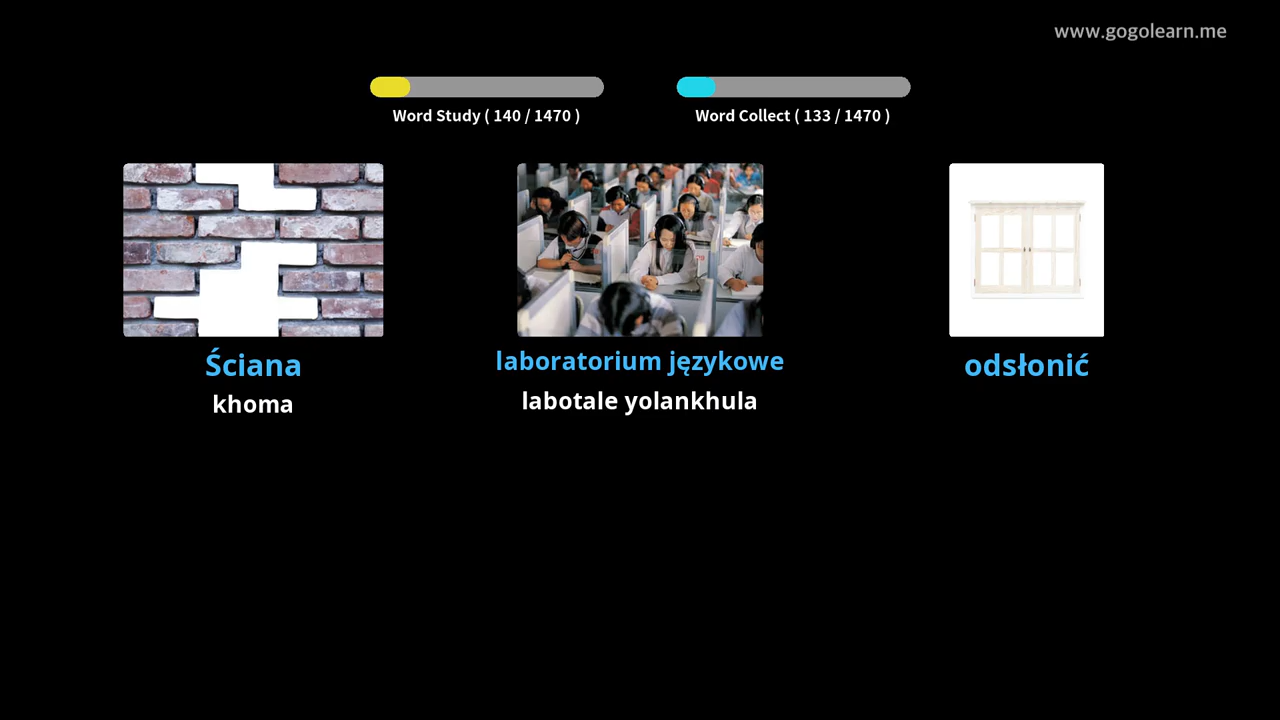 www.gogolearn.me
Word Study ( 140 / 1470 )
Word Collect ( 133 / 1470 )
Ściana
laboratorium językowe
odsłonić
khoma
labotale yolankhula